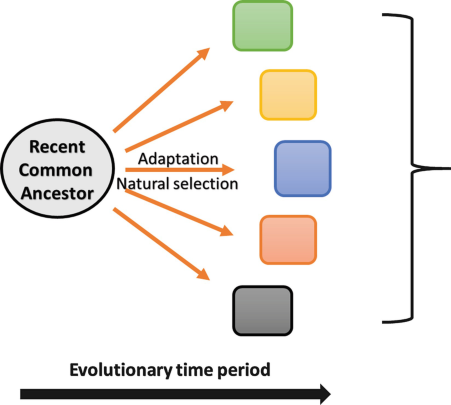 Recent
Common
Ancestor
Adaptation
Natural selection
Evolutionary time period